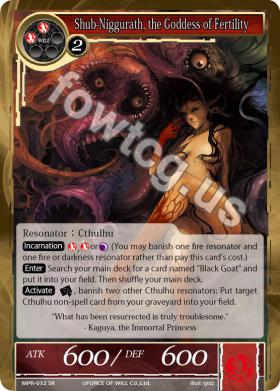 Shub-Niggurath, the Goddess of Fertility
WILL
2
fowtcg.us
Resonator : Cthulhu
Incarnation , or (You may banish one fire resonator and
one fire or darkness resonator rather than pay this card's cost.)
Enter Search your main deck for a card named "Black Goat" and
put it into your field. Then shuffle your main deck.
Activate , banish two other Cthulhu resonators: Put target
Cthulhu non-spell card from your graveyard into your field.
"What has been resurrected is truly troublesome."
- Kaguya, the Immortal Princess
ATK 600/ DEF 600
MPR-032 SR ©FORCE OF WILL Co.,Ltd. illust/goiz